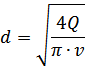 d = √(4Q / (π · v))